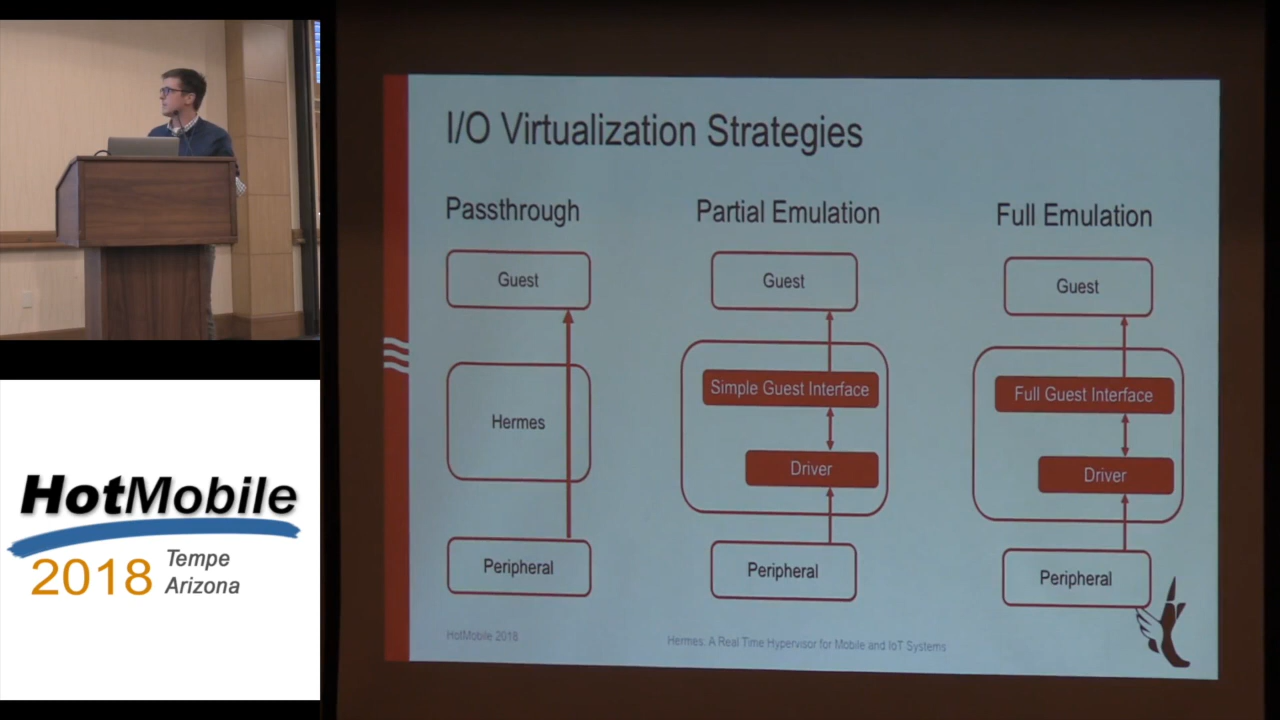 I/O Virtualization Strategies
Passthrough
Guest
Hermes
Peripheral
Partial Emulation
Guest
Simple Guest Interface
Driver
Peripheral
Full Emulation
Guest
Full Guest Interface
Driver
Peripheral
HotMobile 2018
Hermes: A Real Time Hypervisor for Mobile and IoT Systems
HotMobile
2018
Tempe
Arizona